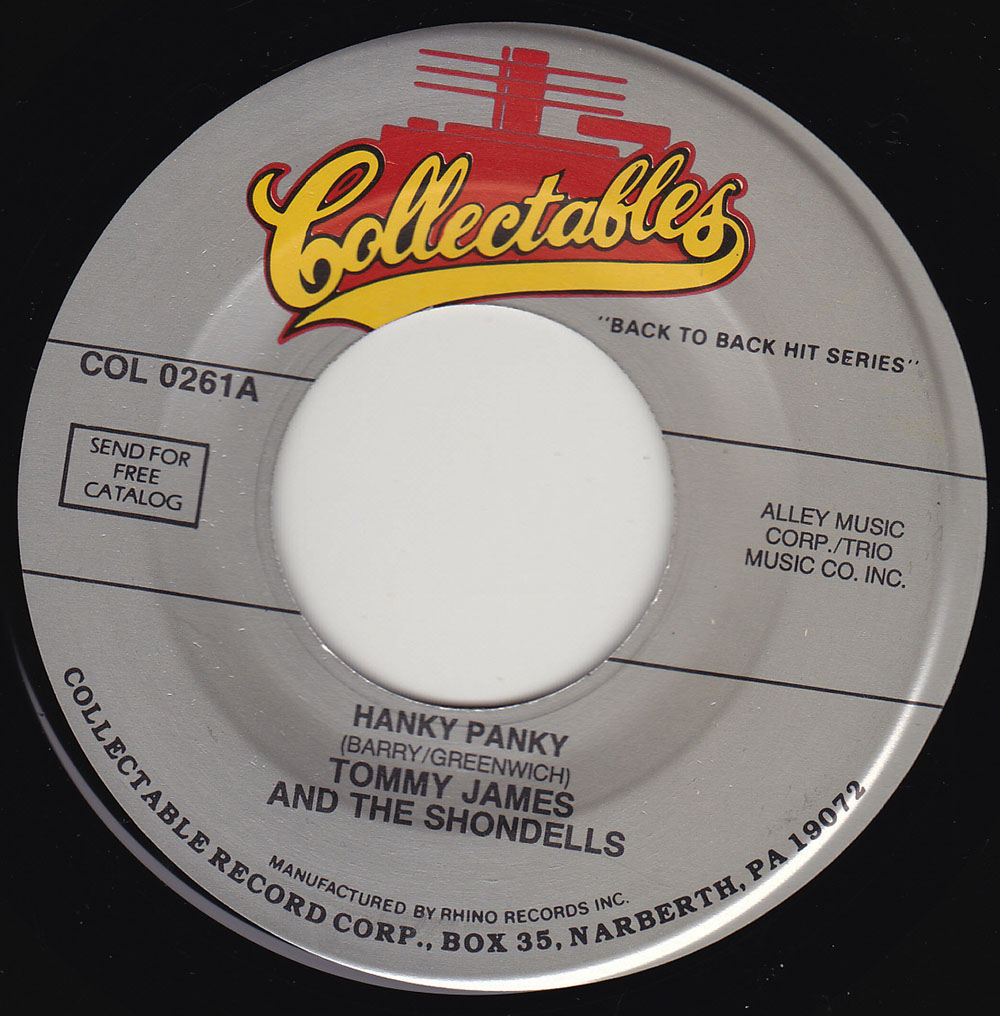 Collectables
"BACK TO BACK HIT SERIES"
COL 0261A
SEND FOR
FREE
CATALOG
ALLEY MUSIC
CORP./TRIO
MUSIC CO. INC.
HANKY PANKY
(BARRY/GREENWICH)
TOMMY JAMES
AND THE SHONDELLS
MANUFACTURED BY RHINO RECORDS INC.
COLLECTABLE RECORD CORP., BOX 35, NARBERTH, PA 19072